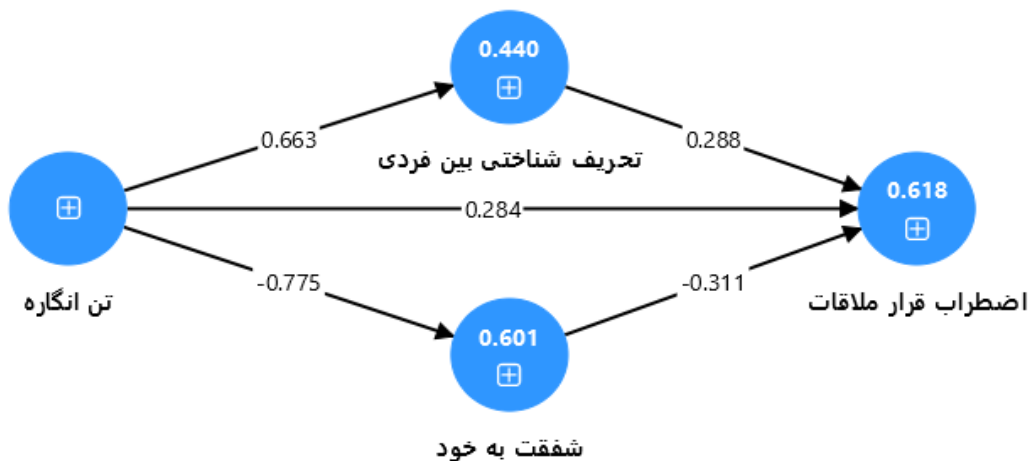 0.440
0.663
تحریف شناختی بین فردی
0.288
0.618
0.284
تن انگاره
اضطراب قرار ملاقات
-0.775
-0.311
0.601
شفقت به خود